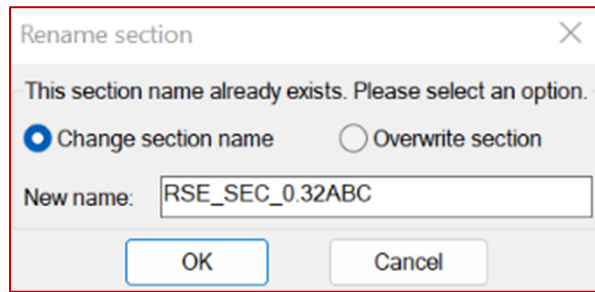 Rename section
This section name already exists. Please select an option.
Change section name Overwrite section
New name: RSE_SEC_0.32ABC
OK Cancel